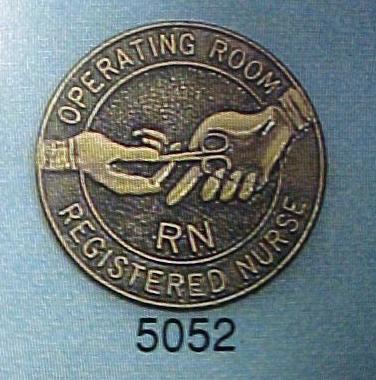 OPERATING ROOM
RN
REGISTERED NURSE
5052